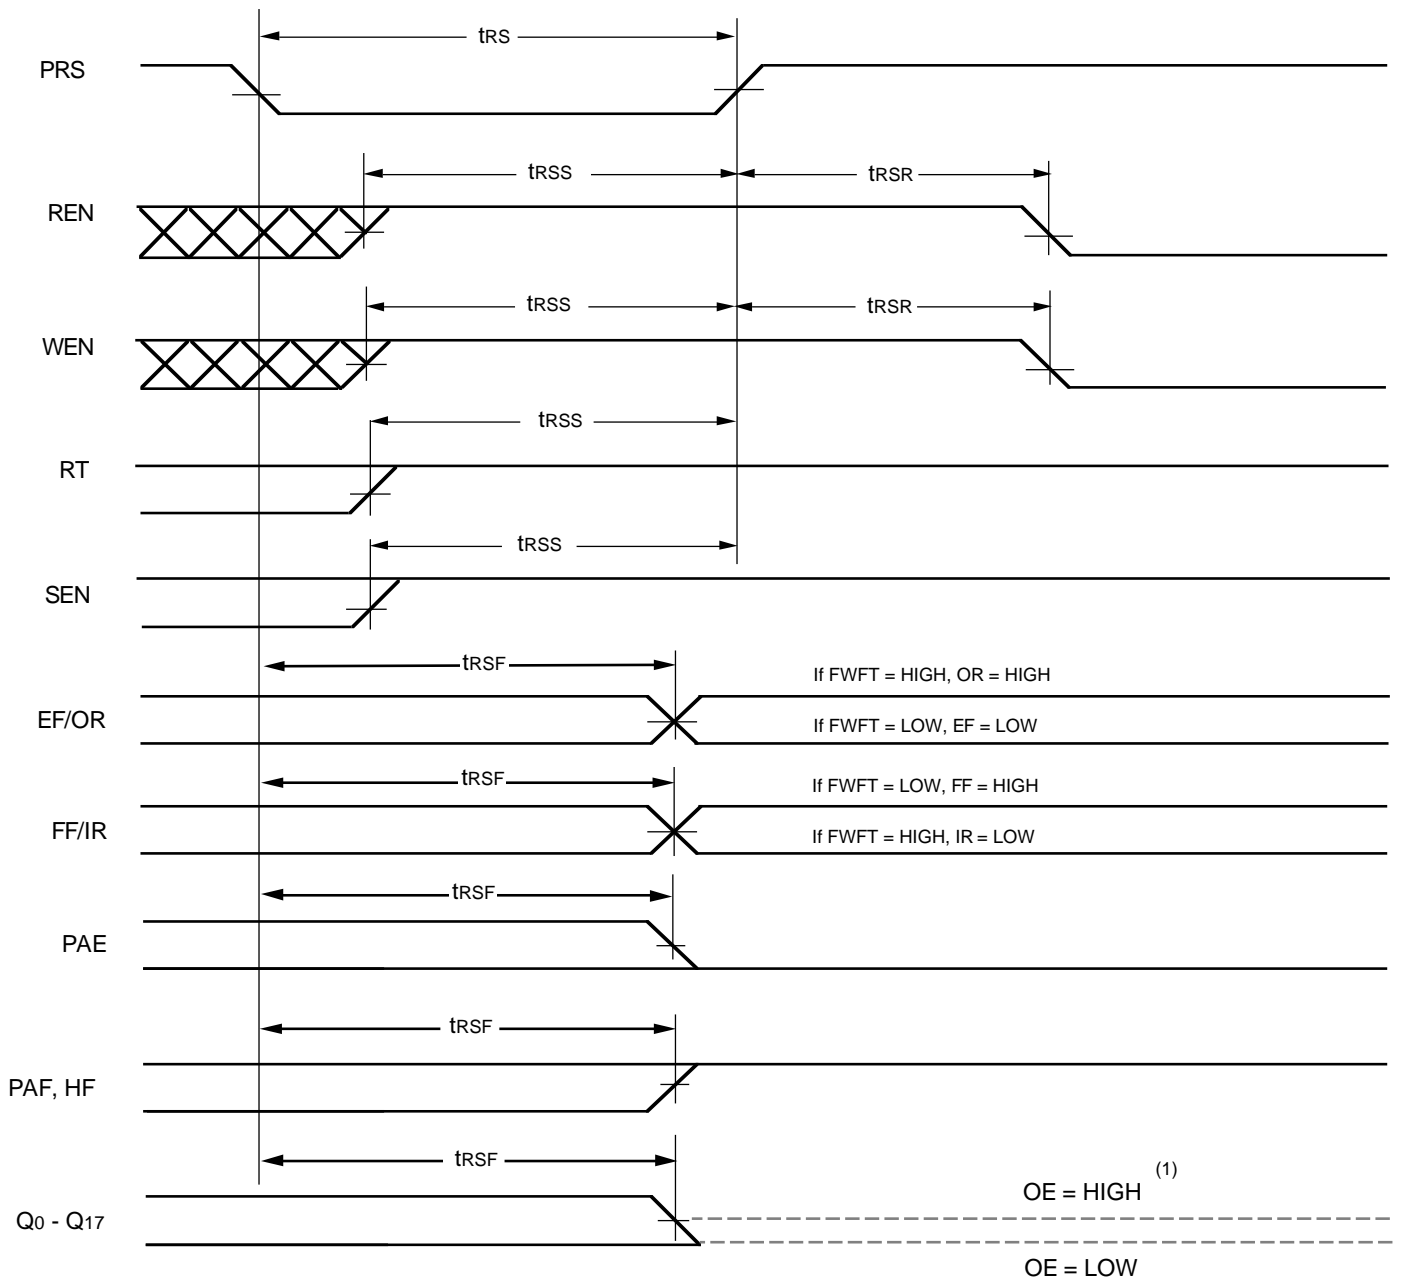 tRS
PRS
tRSS
tRSR
REN
tRSS
tRSR
WEN
tRSS
RT
tRSS
SEN
tRSF
If FWFT = HIGH, OR = HIGH
EF/OR
If FWFT = LOW, EF = LOW
tRSF
If FWFT = LOW, FF = HIGH
FF/IR
If FWFT = HIGH, IR = LOW
tRSF
PAE
tRSF
PAF, HF
tRSF
OE = HIGH (1)
Q0 - Q17
OE = LOW